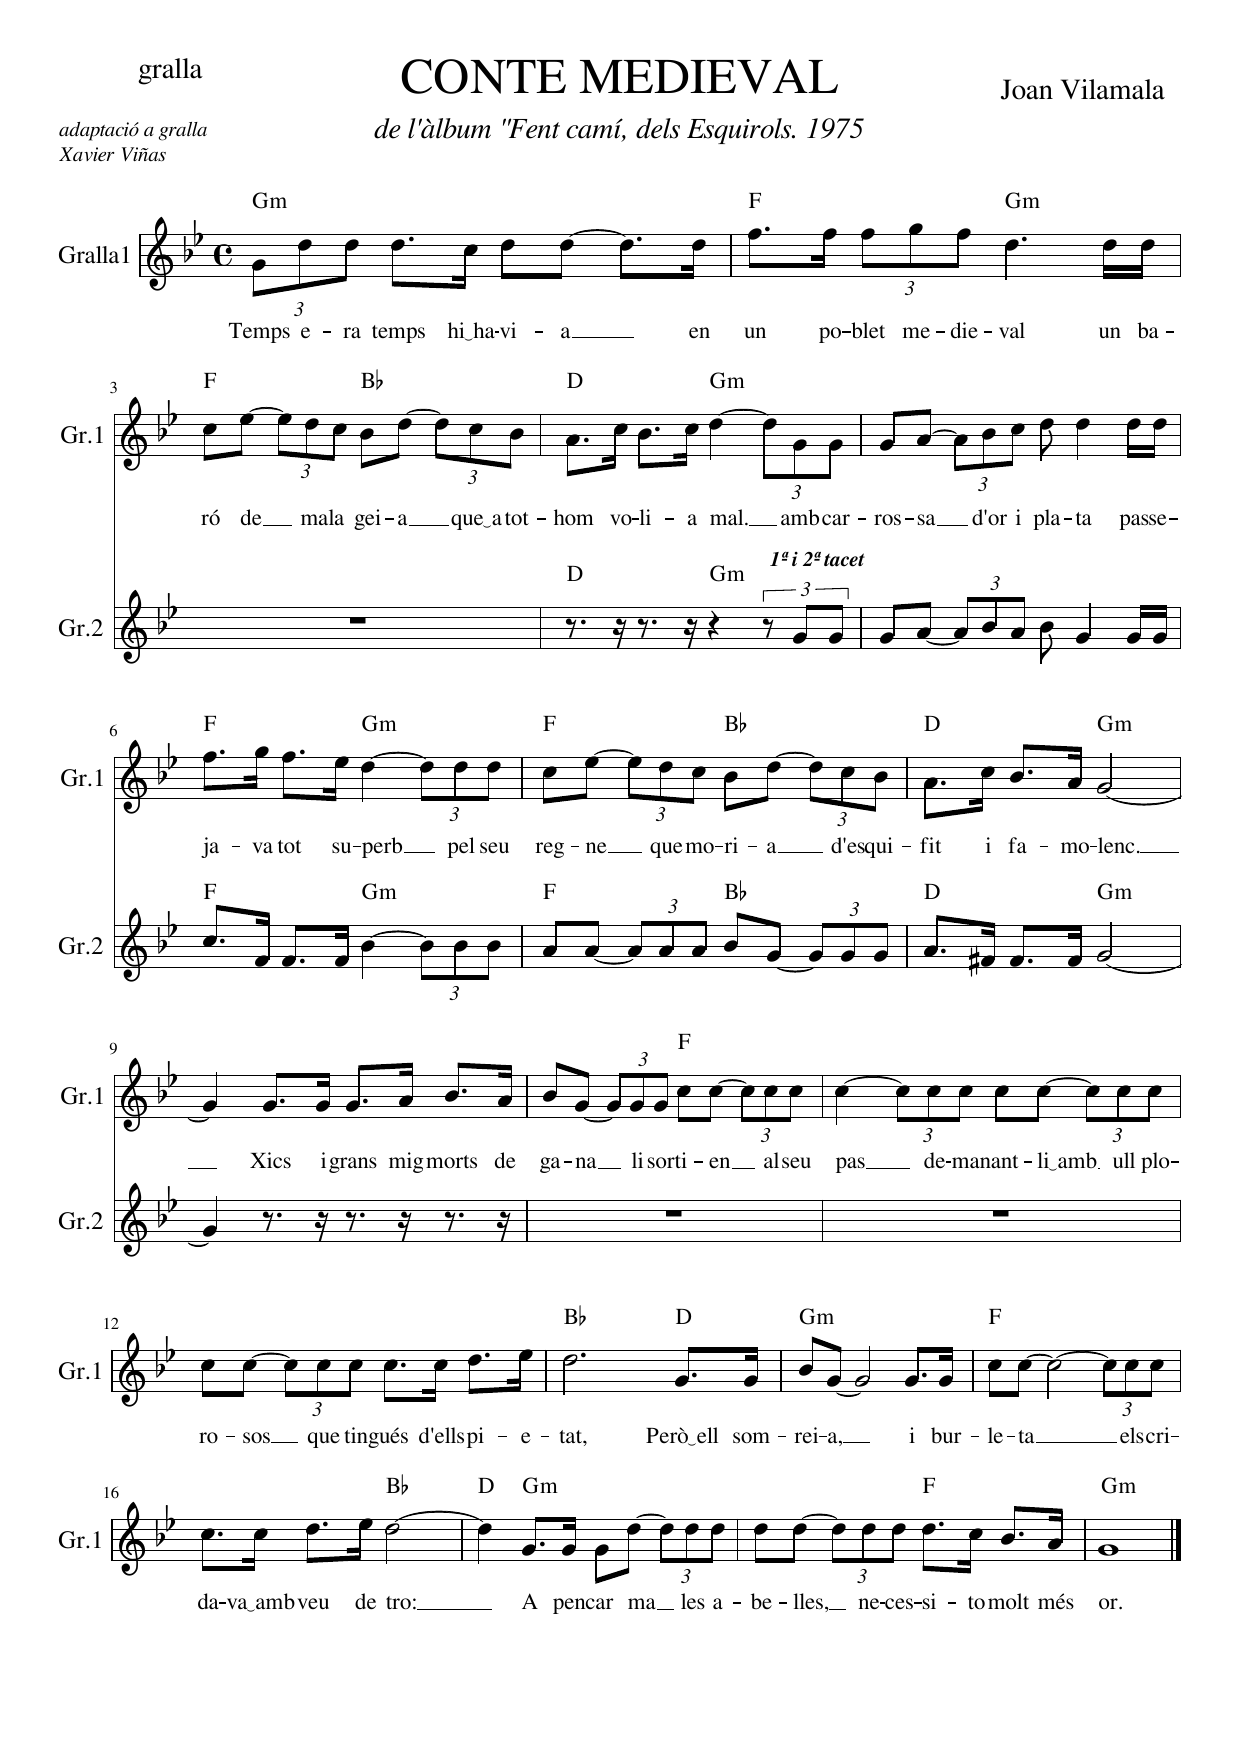 gralla
CONTE MEDIEVAL
Joan Vilamala
adaptació a gralla
Xavier Viñas
de l'àlbum "Fent camí, dels Esquirols. 1975
Gm F Gm
Gralla1
3 3
Temps e - ra temps hi‿ha-vi - a en un po-blet me-die-val un ba-
3 F B♭ D Gm
Gr.1
3 3 3 3
ró de mala gei-a que‿atot-hom vo-li - a mal. amb car - ros-sa d'or i pla-ta passe-
1ª i 2ª tacet
D Gm
3 3
Gr.2
6 F Gm F B♭ D Gm
Gr.1
3 3 3
ja - va tot su-perb pel seu reg - ne que mo-ri - a d'esqui - fit i fa - mo-lenc.
F Gm F B♭ D Gm
3 3
Gr.2
3
9 F
3
Gr.1
3 3 3
Xics i grans mig morts de ga-na li sorti-en al seu pas de-manant-li‿amb ull plo-
Gr.2
12 B♭ D Gm F
Gr.1
3 3
ro - sos que tingués d'ells pi - e - tat, Però‿ell som - rei-a, i bur - le-ta els cri-
16 B♭ D Gm F Gm
Gr.1
3 3
da-va‿amb veu de tro: A pencar ma les a - be - lles, ne-ces-si - to molt més or.